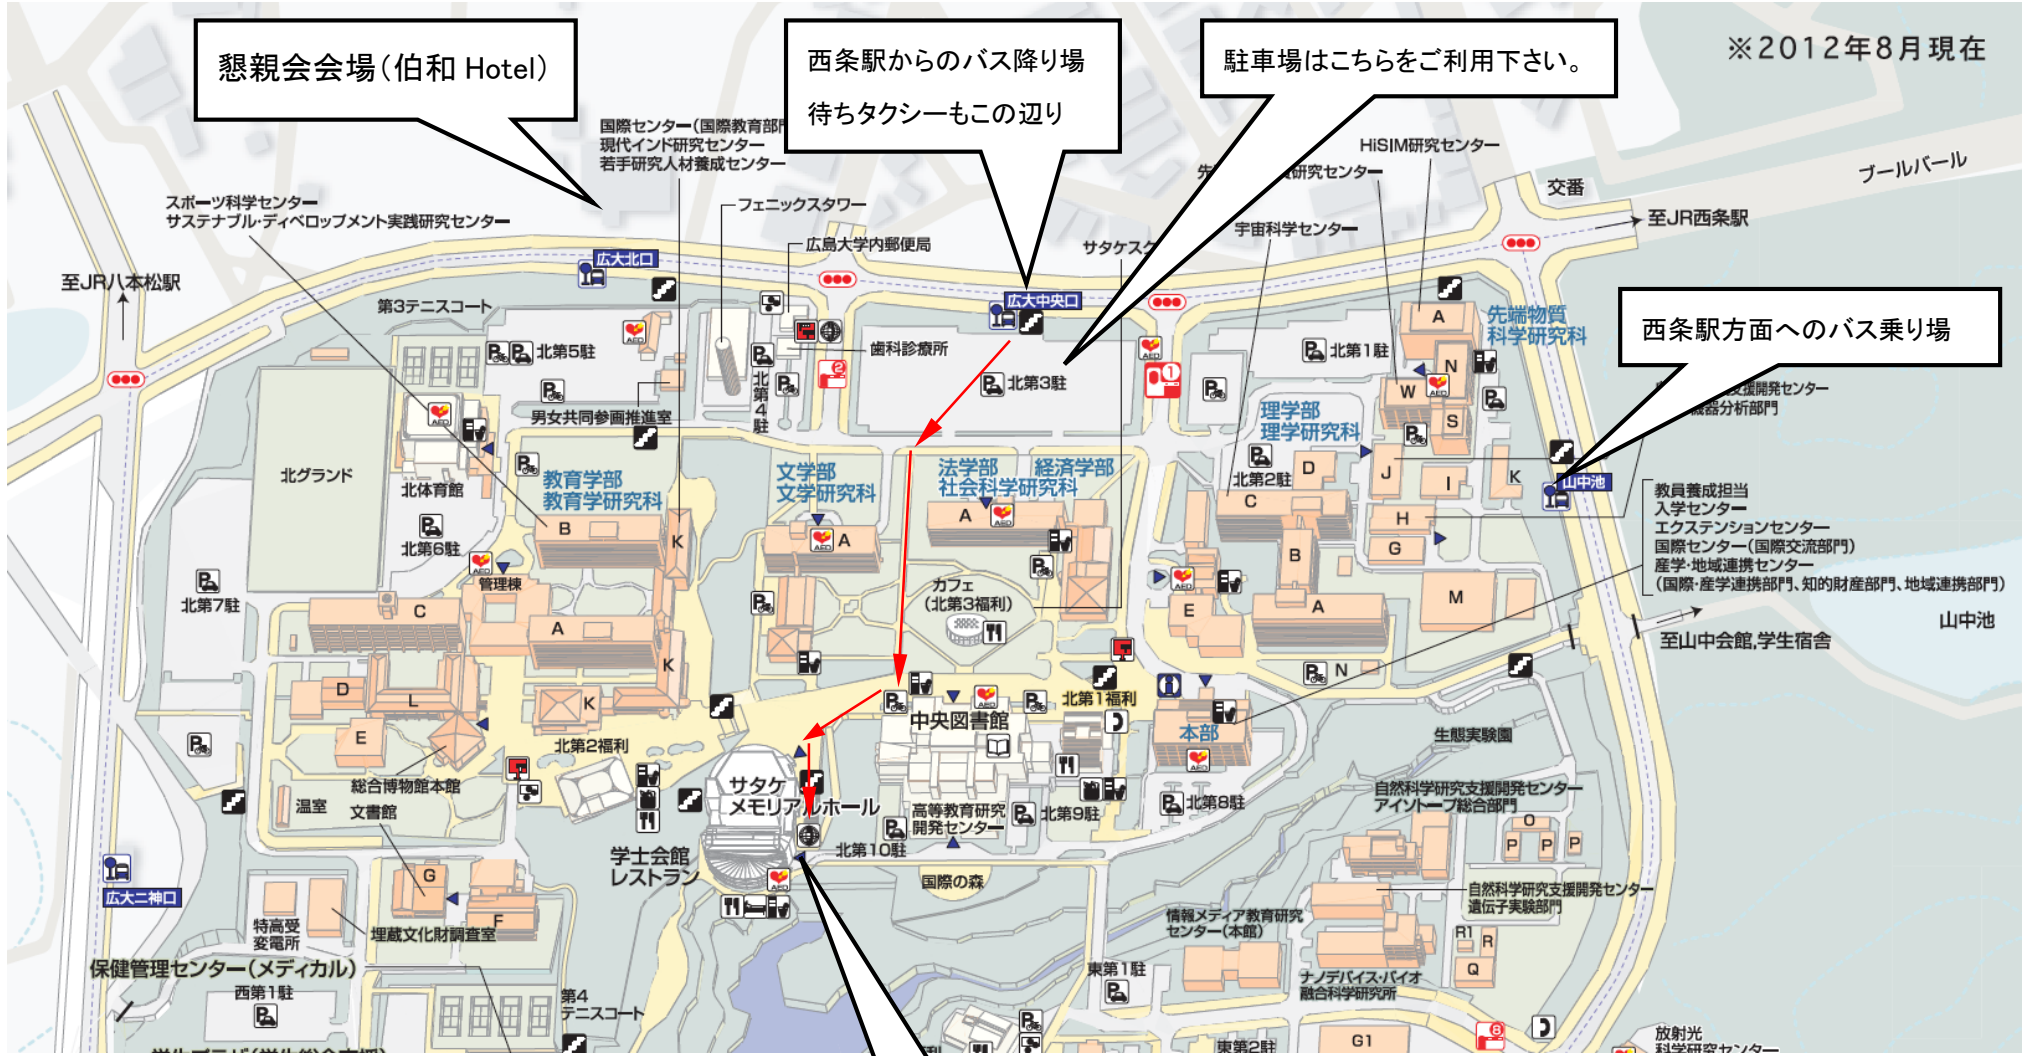 懇親会会場(伯和 Hotel)
西条駅からのバス降り場
待ちタクシーもこの辺り
駐車場はこちらをご利用下さい。
※2012年8月現在
国際センター(国際教育部門
現代インド研究センター
若手研究人材養成センター
HiSIM研究センター
研究センター
交番
ブールバール
スポーツ科学センター
サステナブル・ディベロップメント実践研究センター
フェニックスタワー
広島大学内郵便局
サタケ
宇宙科学センター
至JR西条駅
至JR八本松駅
広大北口
広大中央口
第3テニスコート
先端物質
科学研究科
西条駅方面へのバス乗り場
北第5駐
歯科診療所
北第3駐
北第1駐
北第4駐
男女共同参画推進室
支援開発センター
機器分析部門
北グランド
北体育館
教育学部
教育学研究科
文学部
文学研究科
法学部
経済学部
社会科学研究科
理学部
理学研究科
北第2駐
山中池
教員養成担当
入学センター
エクステンションセンター
国際センター(国際交流部門)
産学・地域連携センター
(国際・産学連携部門、知的財産部門、地域連携部門)
北第6駐
管理棟
北第7駐
カフェ
(北第3福利)
山中池
至山中会館,学生宿舎
北第1福利
中央図書館
本部
北第2福利
生態実験園
総合博物館本館
温室
文書館
サタケ
メモリアルホール
高等教育研究
開発センター
北第9駐
北第8駐
自然科学研究支援開発センター
アイソトープ総合部門
学士会館
レストラン
北第10駐
国際の森
広大二神口
特高受
変電所
埋蔵文化財調査室
自然科学研究支援開発センター
遺伝子実験部門
情報メディア教育研究
センター(本館)
保健管理センター(メディカル)
西第1駐
第4
テニスコート
東第1駐
ナノデバイス・バイオ
融合科学研究所
東第2駐
G1
放射光
科学研究センター